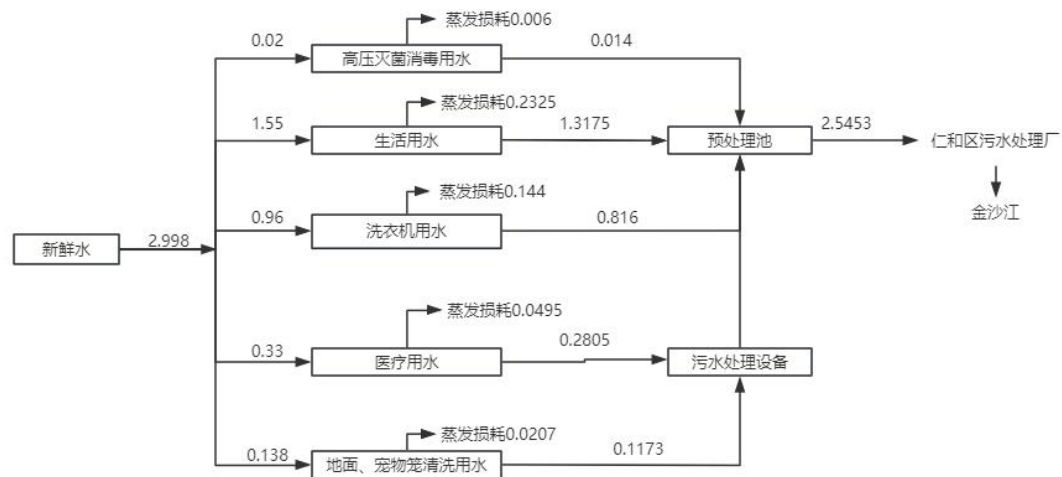 蒸发损耗0.006
0.02
高压灭菌消毒用水
0.014
蒸发损耗0.2325
1.55
生活用水
1.3175
预处理池
2.5453
仁和区污水处理厂
金沙江
蒸发损耗0.144
0.96
洗衣机用水
0.816
新鲜水
2.998
蒸发损耗0.0495
0.33
医疗用水
0.2805
污水处理设备
蒸发损耗0.0207
0.138
地面、宠物笼清洗用水
0.1173